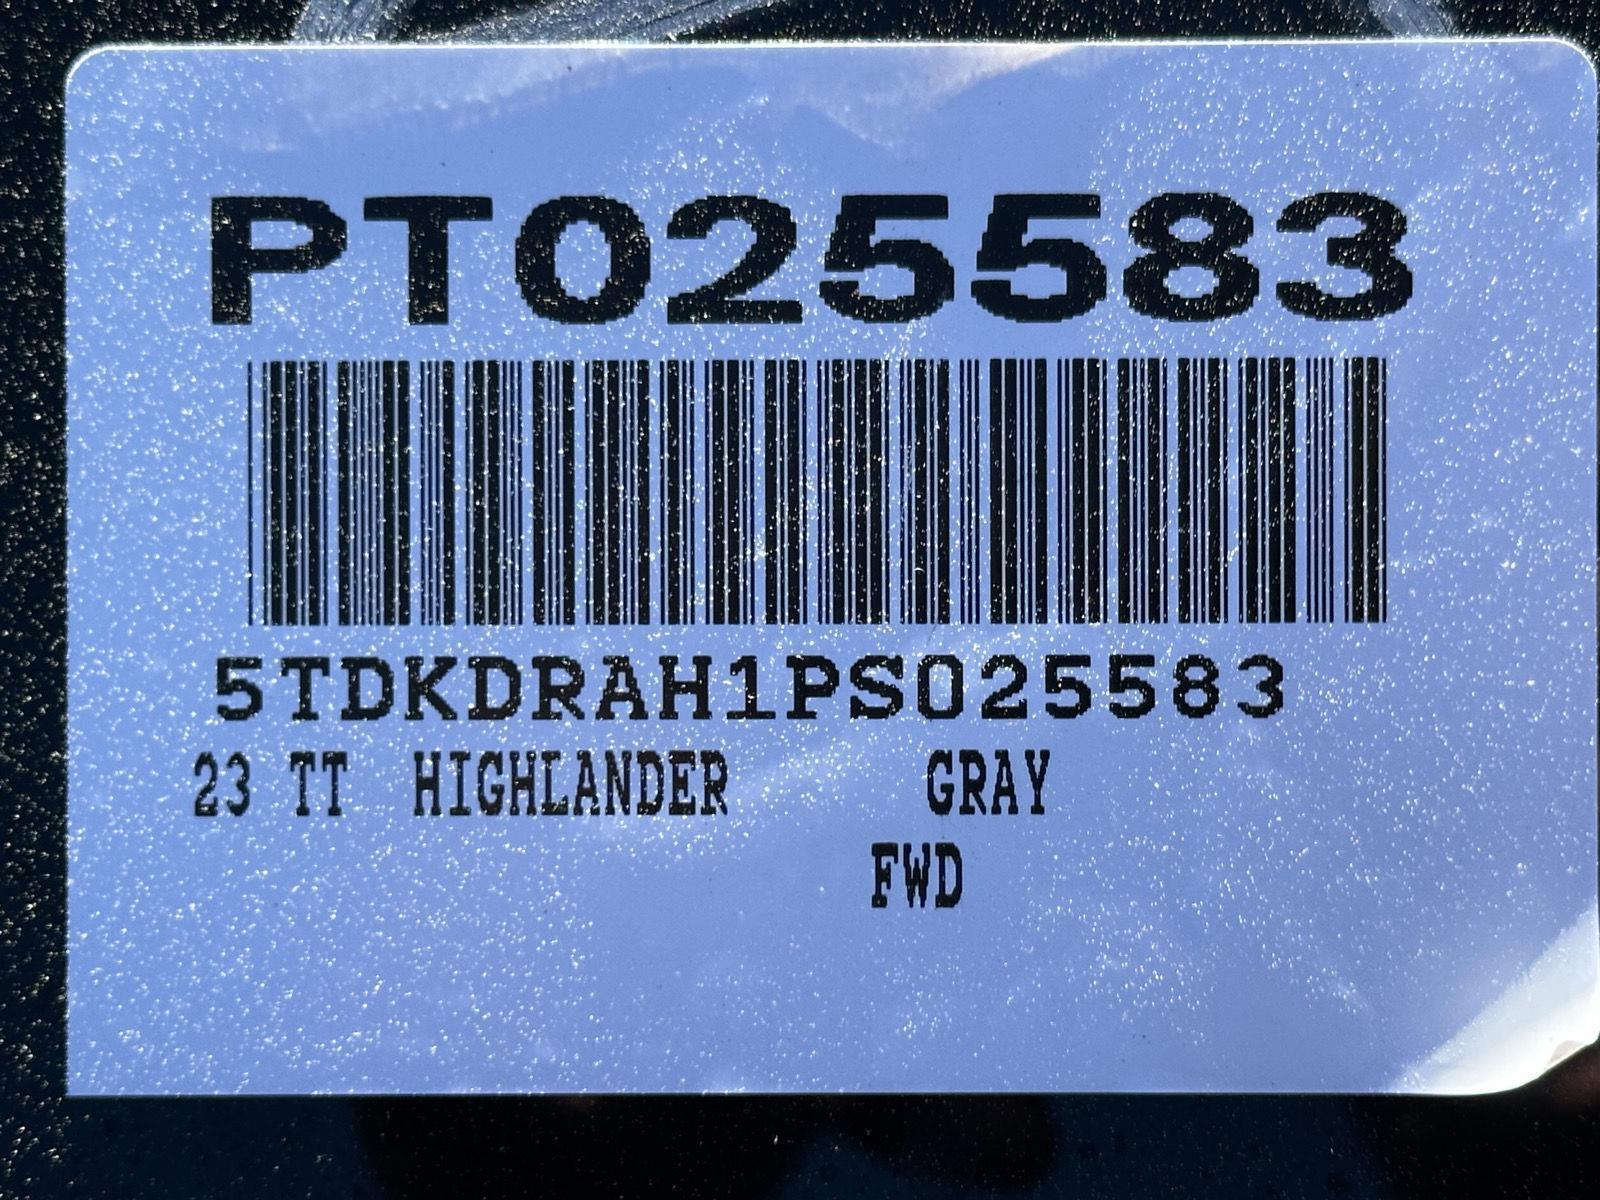 PT025583
5TDKDRAH1PS025583
23 TT HIGHLANDER GRAY
FWD